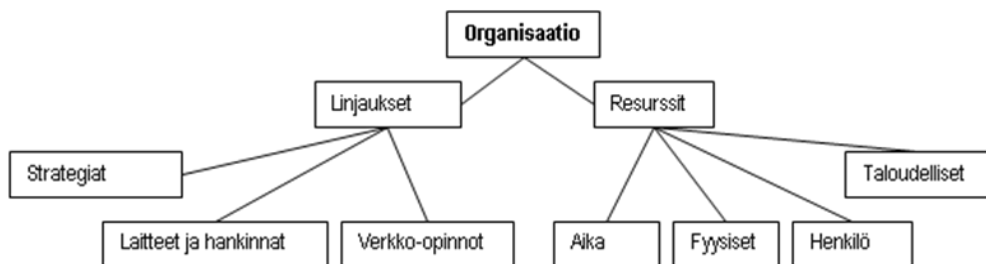 Organisaatio
Linjaukset
Resurssit
Strategiat
Taloudelliset
Laitteet ja hankinnat
Verkko-opinnot
Aika
Fyysiset
Henkilö